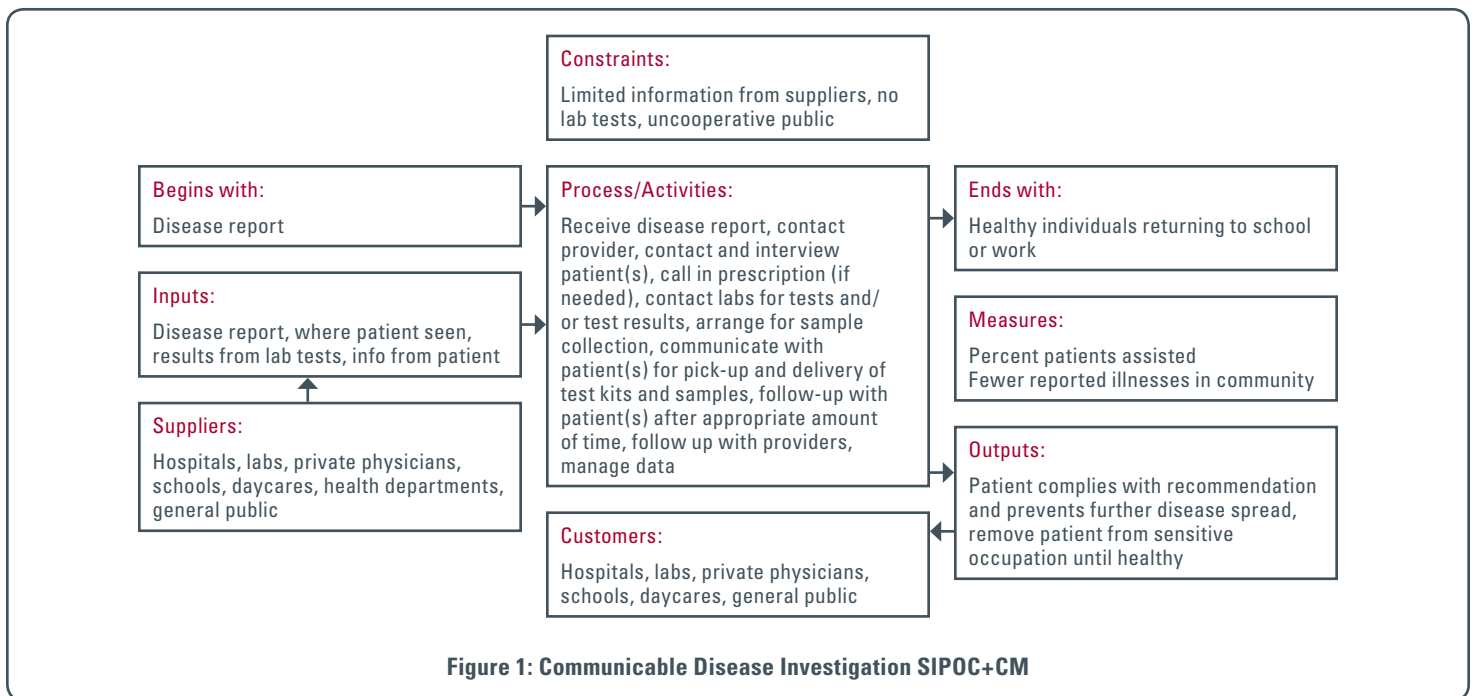 Constraints:
Limited information from suppliers, no
lab tests, uncooperative public
Begins with:
Disease report
Inputs:
Disease report, where patient seen,
results from lab tests, info from patient
Suppliers:
Hospitals, labs, private physicians,
schools, daycares, health departments,
general public
Process/Activities:
Receive disease report, contact
provider, contact and interview
patient(s), call in prescription (if
needed), contact labs for tests and/
or test results, arrange for sample
collection, communicate with
patient(s) for pick-up and delivery of
test kits and samples, follow-up with
patient(s) after appropriate amount
of time, follow up with providers,
manage data
Customers:
Hospitals, labs, private physicians,
schools, daycares, general public
Ends with:
Healthy individuals returning to school
or work
Measures:
Percent patients assisted
Fewer reported illnesses in community
Outputs:
Patient complies with recommendation
and prevents further disease spread,
remove patient from sensitive
occupation until healthy
Figure 1: Communicable Disease Investigation SIPOC+CM